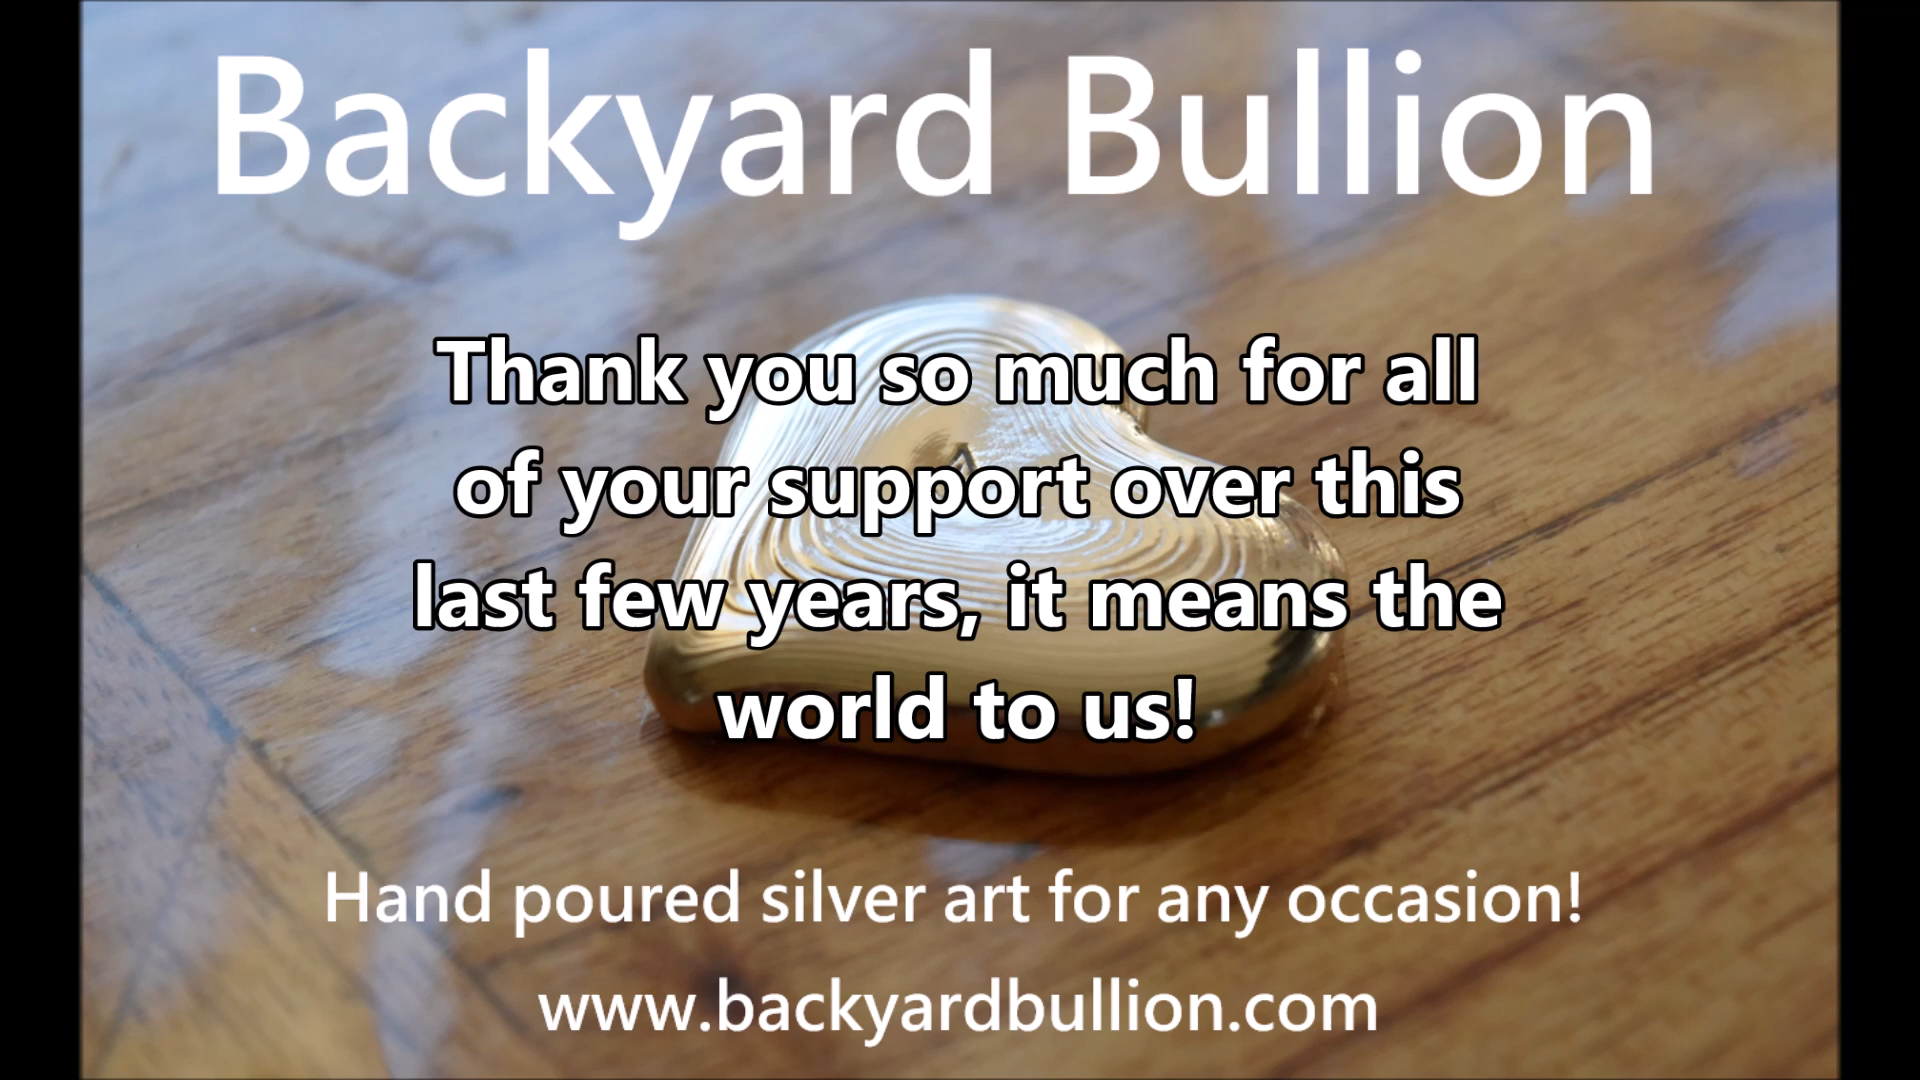 Backyard Bullion
Thank you so much for all
of your support over this
last few years, it means the
world to us!
Hand poured silver art for any occasion!
www.backyardbullion.com